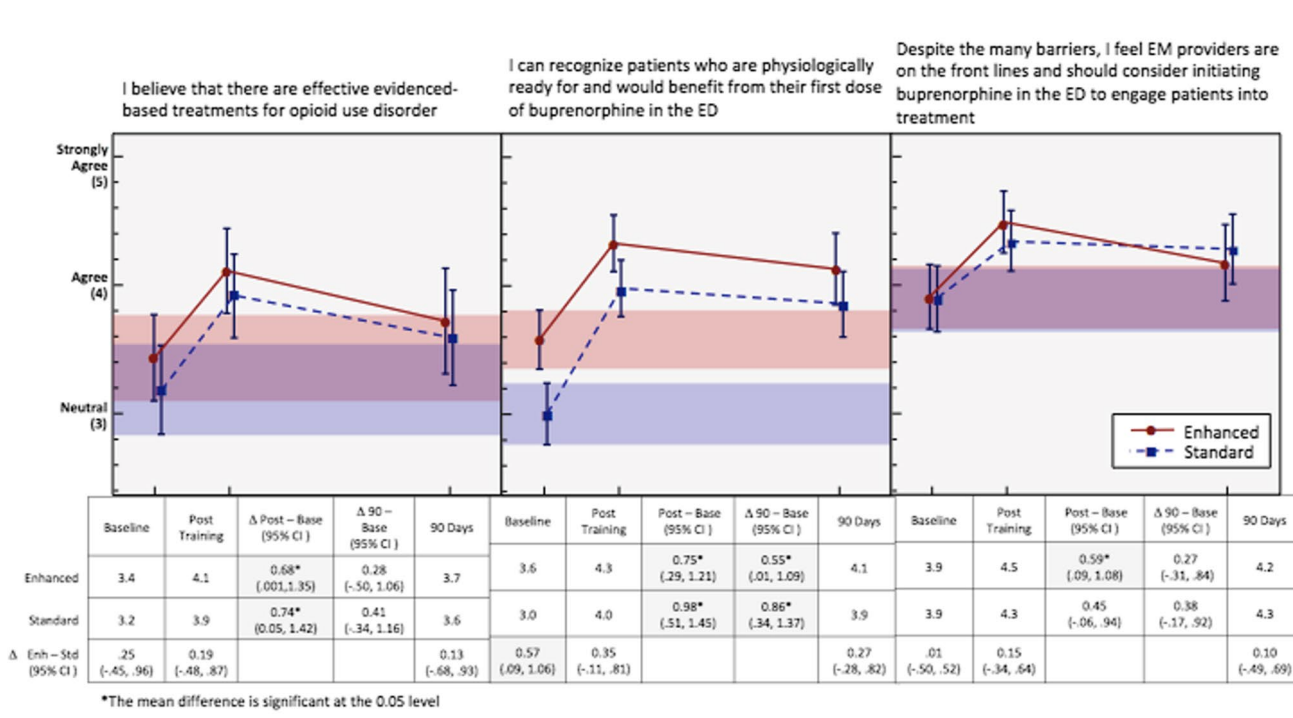 I believe that there are effective evidenced-
based treatments for opioid use disorder
I can recognize patients who are physiologically
ready for and would benefit from their first dose
of buprenorphine in the ED
Despite the many barriers, I feel EM providers are
on the front lines and should consider initiating
buprenorphine in the ED to engage patients into
treatment
Strongly
Agree
(5)
Agree
(4)
Neutral
(3)
Enhanced
Standard
Baseline Post Training Δ Post – Base (95% CI ) Δ 90 – Base (95% CI ) 90 Days Baseline Post Training Post – Base (95% CI ) Δ 90 – Base (95% CI ) 90 Days Baseline Post Training Post – Base (95% CI ) Δ 90 – Base (95% CI ) 90 Days
Enhanced 3.4 4.1 0.68* (.001,1.35) 0.28 (-.50, 1.06) 3.7 3.6 4.3 0.75* (.29, 1.21) 0.55* (.01, 1.09) 4.1 3.9 4.5 0.59* (.09, 1.08) 0.27 (-.31, .84) 4.2
Standard 3.2 3.9 0.74* (0.05, 1.42) 0.41 (-.34, 1.16) 3.6 3.0 4.0 0.98* (.51, 1.45) 0.86* (.34, 1.37) 3.9 3.9 4.3 0.45 (-.06, .94) 0.38 (-.17, .92) 4.3
Δ Enh – Std (95% CI ) .25 (-.45, .96) 0.19 (-.48, .87) 0.13 (-.68, .93) 0.57 (.09, 1.06) 0.35 (-.11, .81) 0.27 (-.28, .82) .01 (-.50, .52) 0.15 (-.34, .64) 0.10 (-.49, .69)
*The mean difference is significant at the 0.05 level